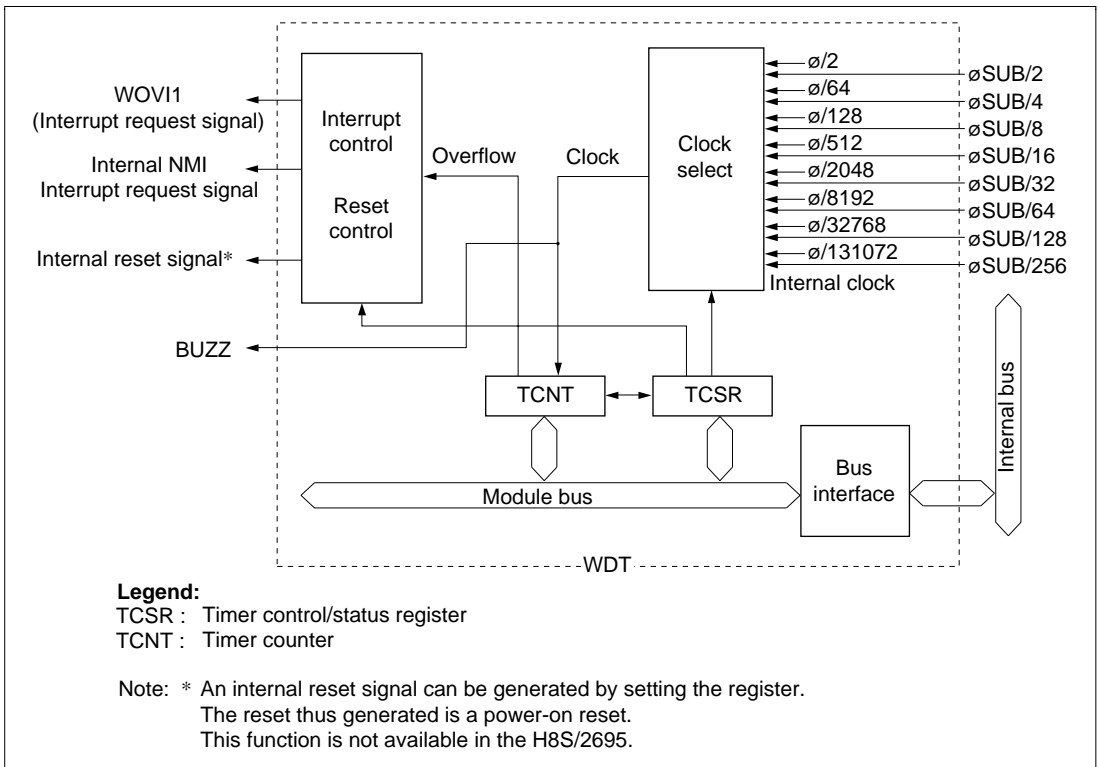 WOVI1
(Interrupt request signal)
Internal NMI
Interrupt request signal
Internal reset signal*
BUZZ
Interrupt
control
Reset
control
Overflow
Clock
Clock
select
ø/2
ø/64
ø/128
ø/512
ø/2048
ø/8192
ø/32768
ø/131072
Internal clock
øSUB/2
øSUB/4
øSUB/8
øSUB/16
øSUB/32
øSUB/64
øSUB/128
øSUB/256
TCNT
TCSR
Module bus
Bus
interface
Internal bus
WDT
Legend:
TCSR : Timer control/status register
TCNT : Timer counter
Note: * An internal reset signal can be generated by setting the register.
The reset thus generated is a power-on reset.
This function is not available in the H8S/2695.